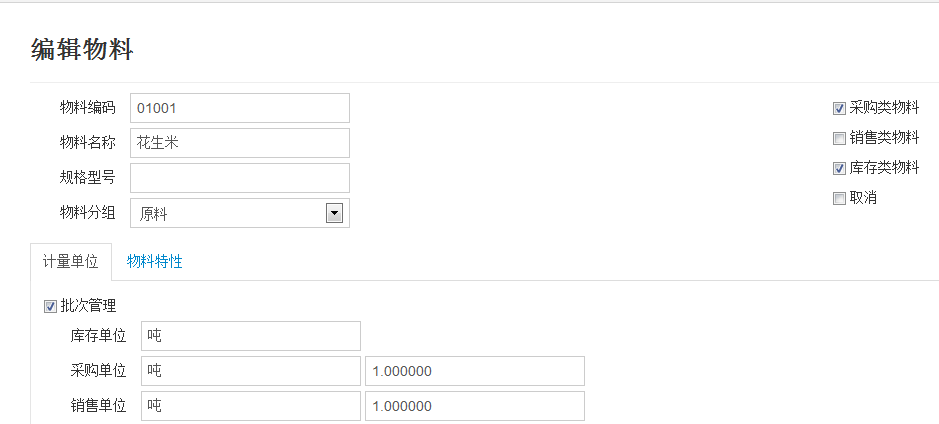 编辑物料
物料编码 01001
采购类物料
物料名称 花生米
销售类物料
规格型号
库存类物料
物料分组 原料
取消
计量单位 物料特性
批次管理
库存单位 吨
采购单位 吨 1.000000
销售单位 吨 1.000000